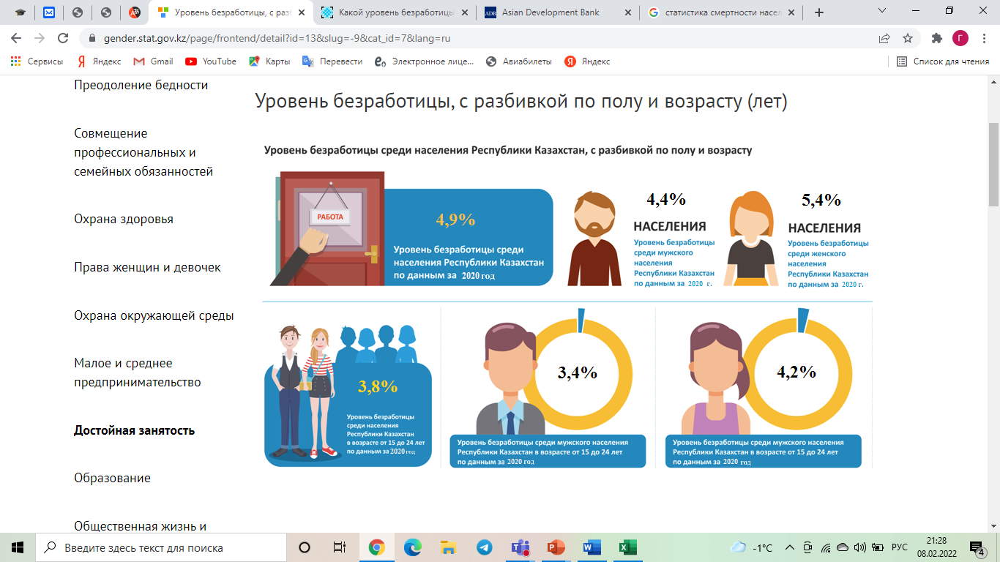 Уровень безработицы, с раз
Какой уровень безработицы
ADB
Asian Development Bank
статистика смертности насел
gender.stat.gov.kz/page/frontend/detail?id=13&slug=-9&cat_id=7&lang=ru
Г
Сервисы
Яндекс
Gmail
YouTube
Карты
Перевести
Электронное лице...
Авиабилеты
Яндекс
Список для чтения
Преодоление бедности
Совмещение
профессиональных и
семейных обязанностей
Охрана здоровья
Права женщин и девочек
Охрана окружающей среды
Малое и среднее
предпринимательство
Достойная занятость
Образование
Общественная жизнь и
Уровень безработицы, с разбивкой по полу и возрасту (лет)
Уровень безработицы среди населения Республики Казахстан, с разбивкой по полу и возрасту
РАБОТА
4,9%
Уровень безработицы среди
населения Республики Казахстан
по данным за 2020 год
4,4%
НАСЕЛЕНИЯ
Уровень безработицы
среди мужского
населения
Республики Казахстан
по данным за 2020 г.
5,4%
НАСЕЛЕНИЯ
Уровень безработицы
среди женского
населения
Республики Казахстан
по данным за 2020 г.
3,8%
Уровень безработицы
среди населения
Республики Казахстан
в возрасте от 15 до 24 лет
по данным за 2020 год
3,4%
Уровень безработицы среди мужского населения
Республики Казахстан в возрасте от 15 до 24 лет
по данным за 2020 год
4,2%
Уровень безработицы среди мужского населения
Республики Казахстан в возрасте от 15 до 24 лет
по данным за 2020 год
Введите здесь текст для поиска
-1°C
РУС
21:28
08.02.2022
4